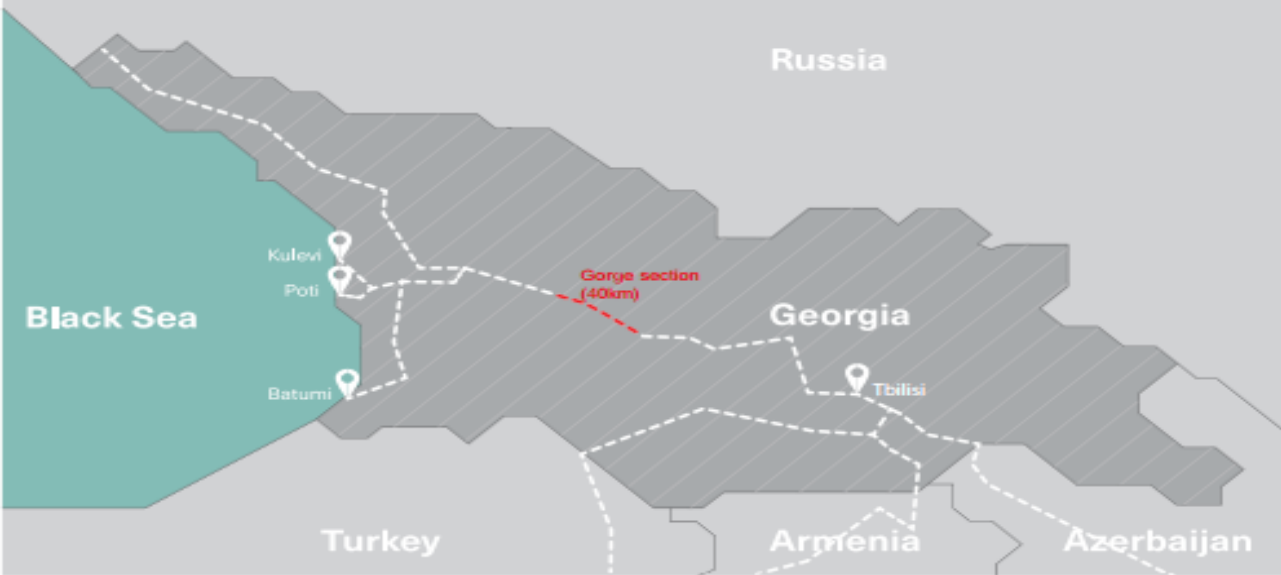 Russia
Kulevi
Gorge section
(40km)
Poti
Black Sea
Georgia
Batumi
Tbilisi
Turkey
Armenia
Azerbaijan